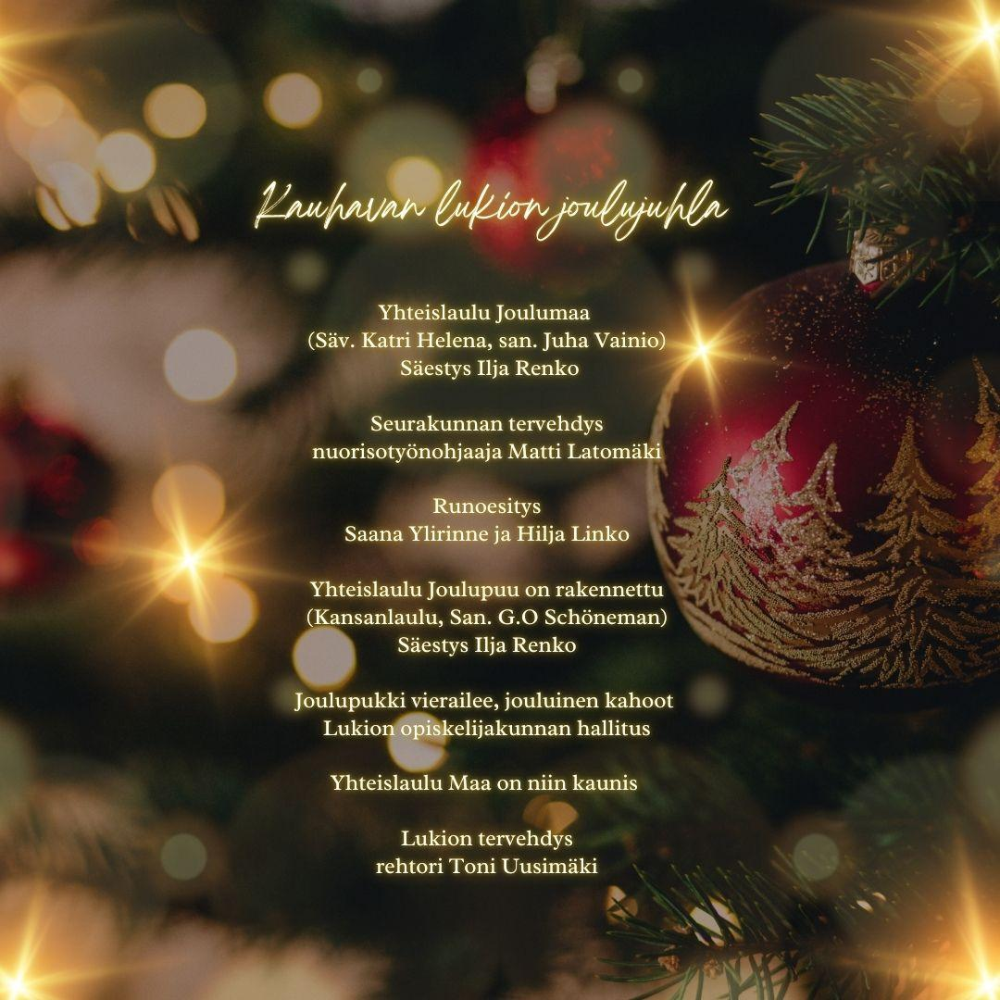 Kauhavan lukion joulujuhla
Yhteislaulu Joulumaa
(Säv. Katri Helena, san. Juha Vainio)
Säestys Ilja Renko
Seurakunnan tervehdys
nuorisotyönohjaaja Matti Latomäki
Runoesitys
Saana Ylirinne ja Hilja Linko
Yhteislaulu Joulupuu on rakennettu
(Kansanlaulu, San. G.O Schöneman)
Säestys Ilja Renko
Joulupukki vierailee, jouluinen kahoot
Lukion opiskelijakunnan hallitus
Yhteislaulu Maa on niin kaunis
Lukion tervehdys
rehtori Toni Uusimäki